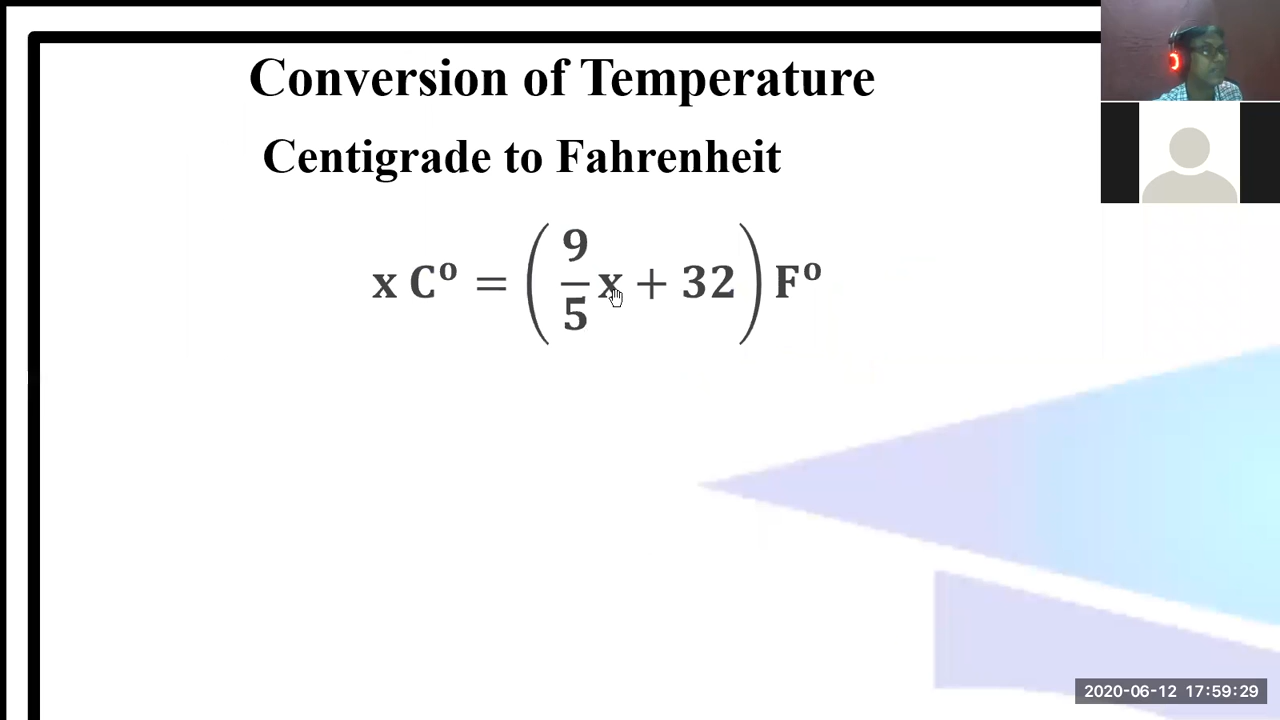 Conversion of Temperature
Centigrade to Fahrenheit
x Cº = (9/5 x + 32) Fº
2020-06-12 17:59:29